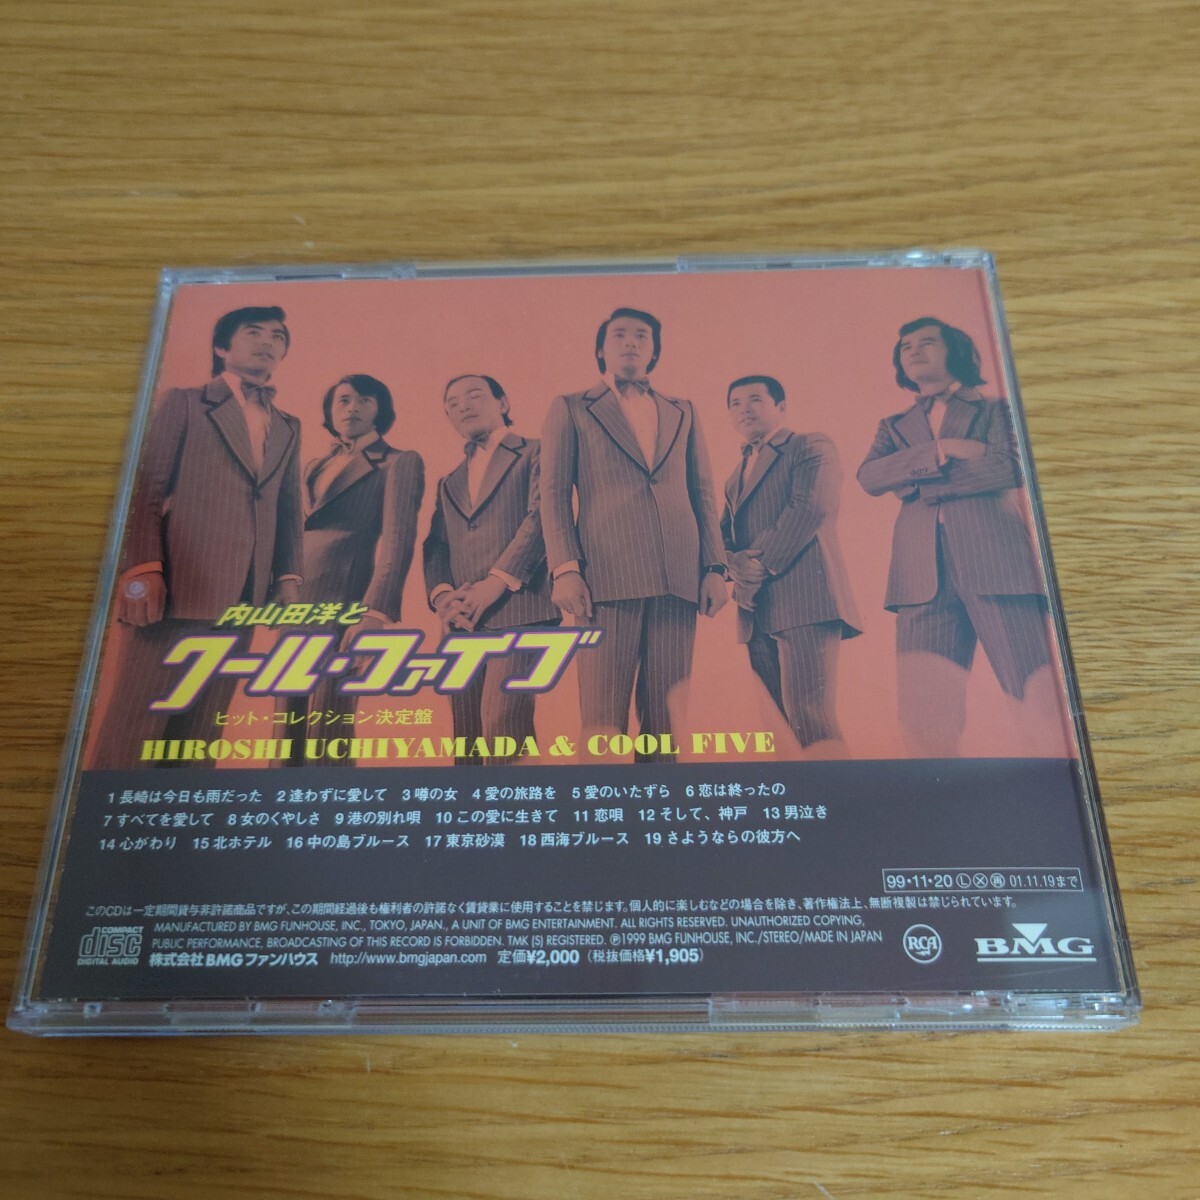 内山田洋と
クール・ファイブ
ヒット・コレクション決定盤
HIROSHI UCHIYAMADA & COOL FIVE
1 長崎は今日も雨だった 2 逢わずに愛して 3 噂の女 4 愛の旅路を 5 愛のいたずら 6 恋は終ったの
7 すべてを愛して 8 女のくやしさ 9 港の別れ唄 10 この愛に生きて 11 恋唄 12 そして、神戸 13 男泣き
14 心がわり 15 北ホテル 16 中の島ブルース 17 東京砂漠 18 西海ブルース 19 さようならの彼方へ
99・11・20 Ⓛ Ⓧ ㊞ 01.11.19まで
このCDは一定期間貸与非許諾商品ですが、この期間経過後も権利者の許諾なく賃貸業に使用することを禁じます。個人的に楽しむなどの場合を除き、著作権法上、無断複製は禁じられています。
MANUFACTURED BY BMG FUNHOUSE, INC., TOKYO, JAPAN., A UNIT OF BMG ENTERTAINMENT. ALL RIGHTS RESERVED. UNAUTHORIZED COPYING,
PUBLIC PERFORMANCE, BROADCASTING OF THIS RECORD IS FORBIDDEN. TMK (S) REGISTERED. Ⓟ1999 BMG FUNHOUSE, INC./STEREO/MADE IN JAPAN
株式会社BMGファンハウス http://www.bmgjapan.com 定価¥2,000 (税抜価格¥1,905)
COMPACT
disc
DIGITAL AUDIO
RCA
BMG